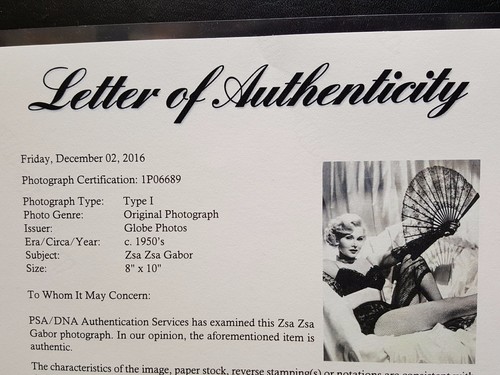 Letter of Authenticity
Friday, December 02, 2016
Photograph Certification: 1P06689
Photograph Type: Type I
Photo Genre: Original Photograph
Issuer: Globe Photos
Era/Circa/Year: c. 1950's
Subject: Zsa Zsa Gabor
Size: 8" x 10"
To Whom It May Concern:
PSA/DNA Authentication Services has examined this Zsa Zsa
Gabor photograph. In our opinion, the aforementioned item is
authentic.
The characteristics of the image, paper stock, reverse stamping(s) or notations are consistent with